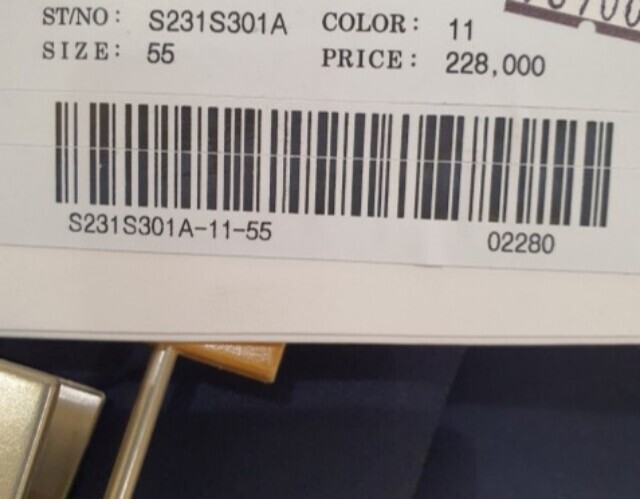 ST/NO: S231S301A COLOR: 11
SIZE: 55 PRICE: 228,000
S231S301A-11-55 02280